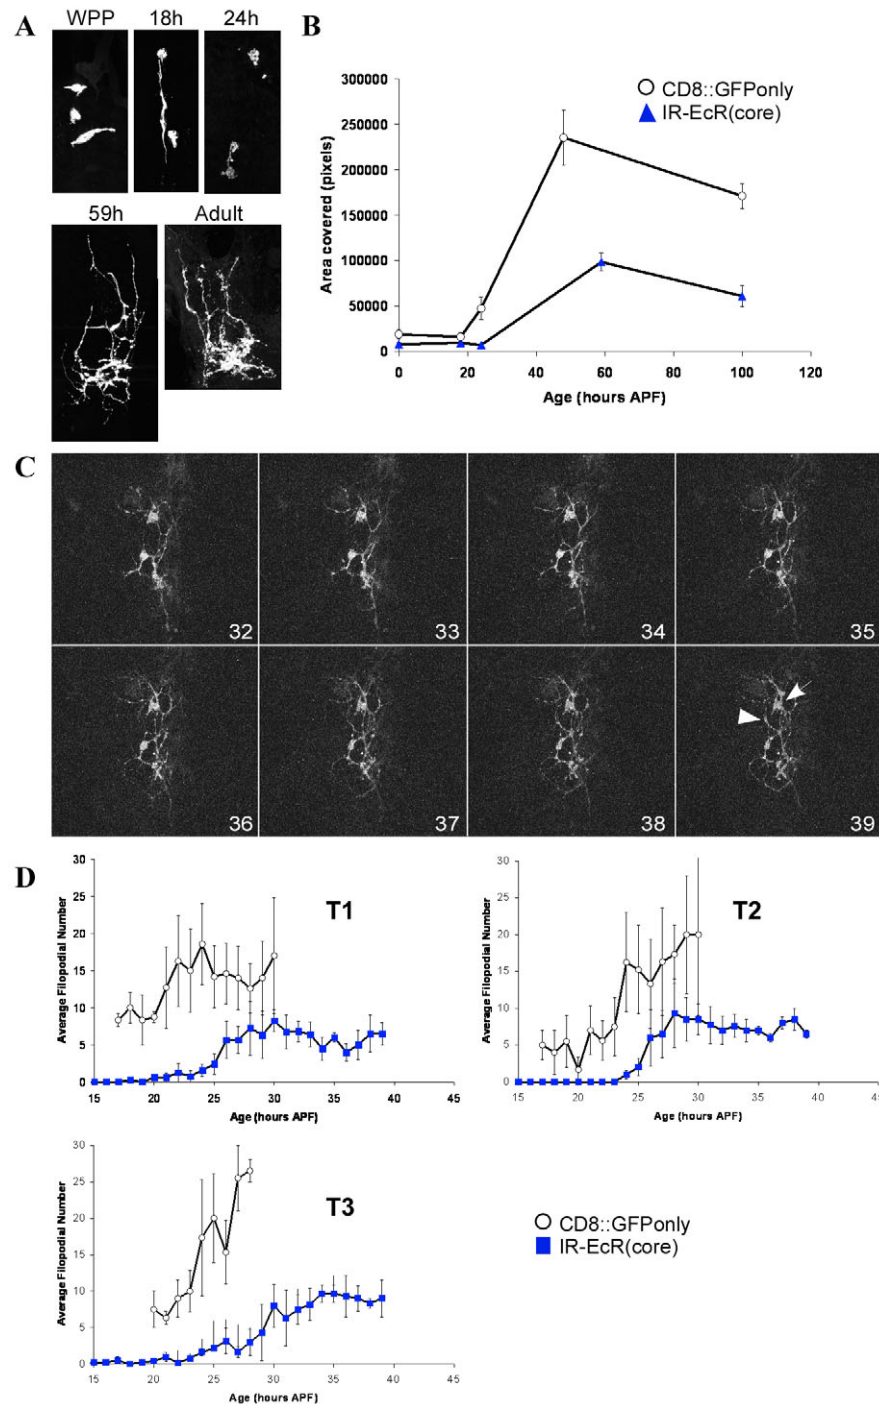 A
WPP 18h 24h
59h Adult
B
300000
250000
200000
150000
100000
50000
0
Area covered (pixels)
0 20 40 60 80 100 120
Age (hours APF)
CD8::GFPonly
IR-EcR(core)
C
32 33 34 35
36 37 38 39
D
T1
30
25
20
15
10
5
0
Average Filopodial Number
15 20 25 30 35 40 45
Age (hours APF)
T2
30
25
20
15
10
5
0
Average Filopodial Number
15 20 25 30 35 40 45
Age (hours APF)
T3
30
25
20
15
10
5
0
Average Filopodial Number
15 20 25 30 35 40 45
Age (hours APF)
CD8::GFPonly
IR-EcR(core)